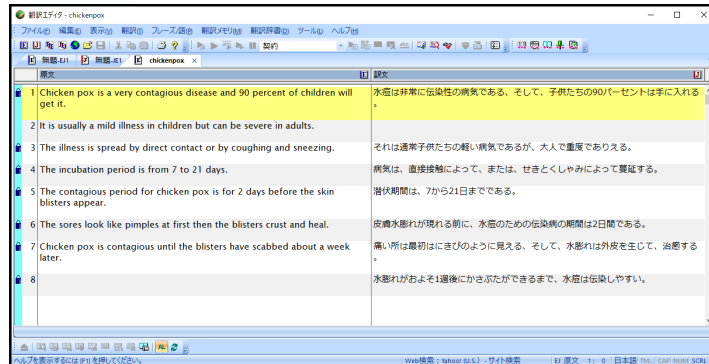 翻訳エディタ - chickenpox
ファイル(F) 編集(E) 表示(V) 翻訳(T) フレーズ/語(P) 翻訳メモリ(M) 翻訳辞書(D) ツール(L) ヘルプ(H)
契約
無題-EJ1 無題-JE1 chickenpox ×
原文 訳文
1 Chicken pox is a very contagious disease and 90 percent of children will get it.
水痘は非常に伝染性の病気である、そして、子供たちの90パーセントは手に入れる。
2 It is usually a mild illness in children but can be severe in adults.
3 The illness is spread by direct contact or by coughing and sneezing.
それは通常子供たちの軽い病気であるが、大人で重度でありえる。
4 The incubation period is from 7 to 21 days.
病気は、直接接触によって、または、せきとくしゃみによって蔓延する。
5 The contagious period for chicken pox is for 2 days before the skin blisters appear.
潜伏期間は、7から21日までである。
6 The sores look like pimples at first then the blisters crust and heal.
皮膚水膨れが現れる前に、水痘のための伝染病の期間は2日間である。
7 Chicken pox is contagious until the blisters have scabbed about a week later.
痛い所は最初はにきびのように見える、そして、水膨れは外皮を生じて、治癒する。
8
水膨れがおよそ1週後にかさぶたができるまで、水痘は伝染しやすい。
ヘルプを表示するには [F1] を押してください。 Web検索 : Yahoo! (U.S.) - サイト検索 EJ 原文 1: 0 日本語 TM... CAP NUM SCRL